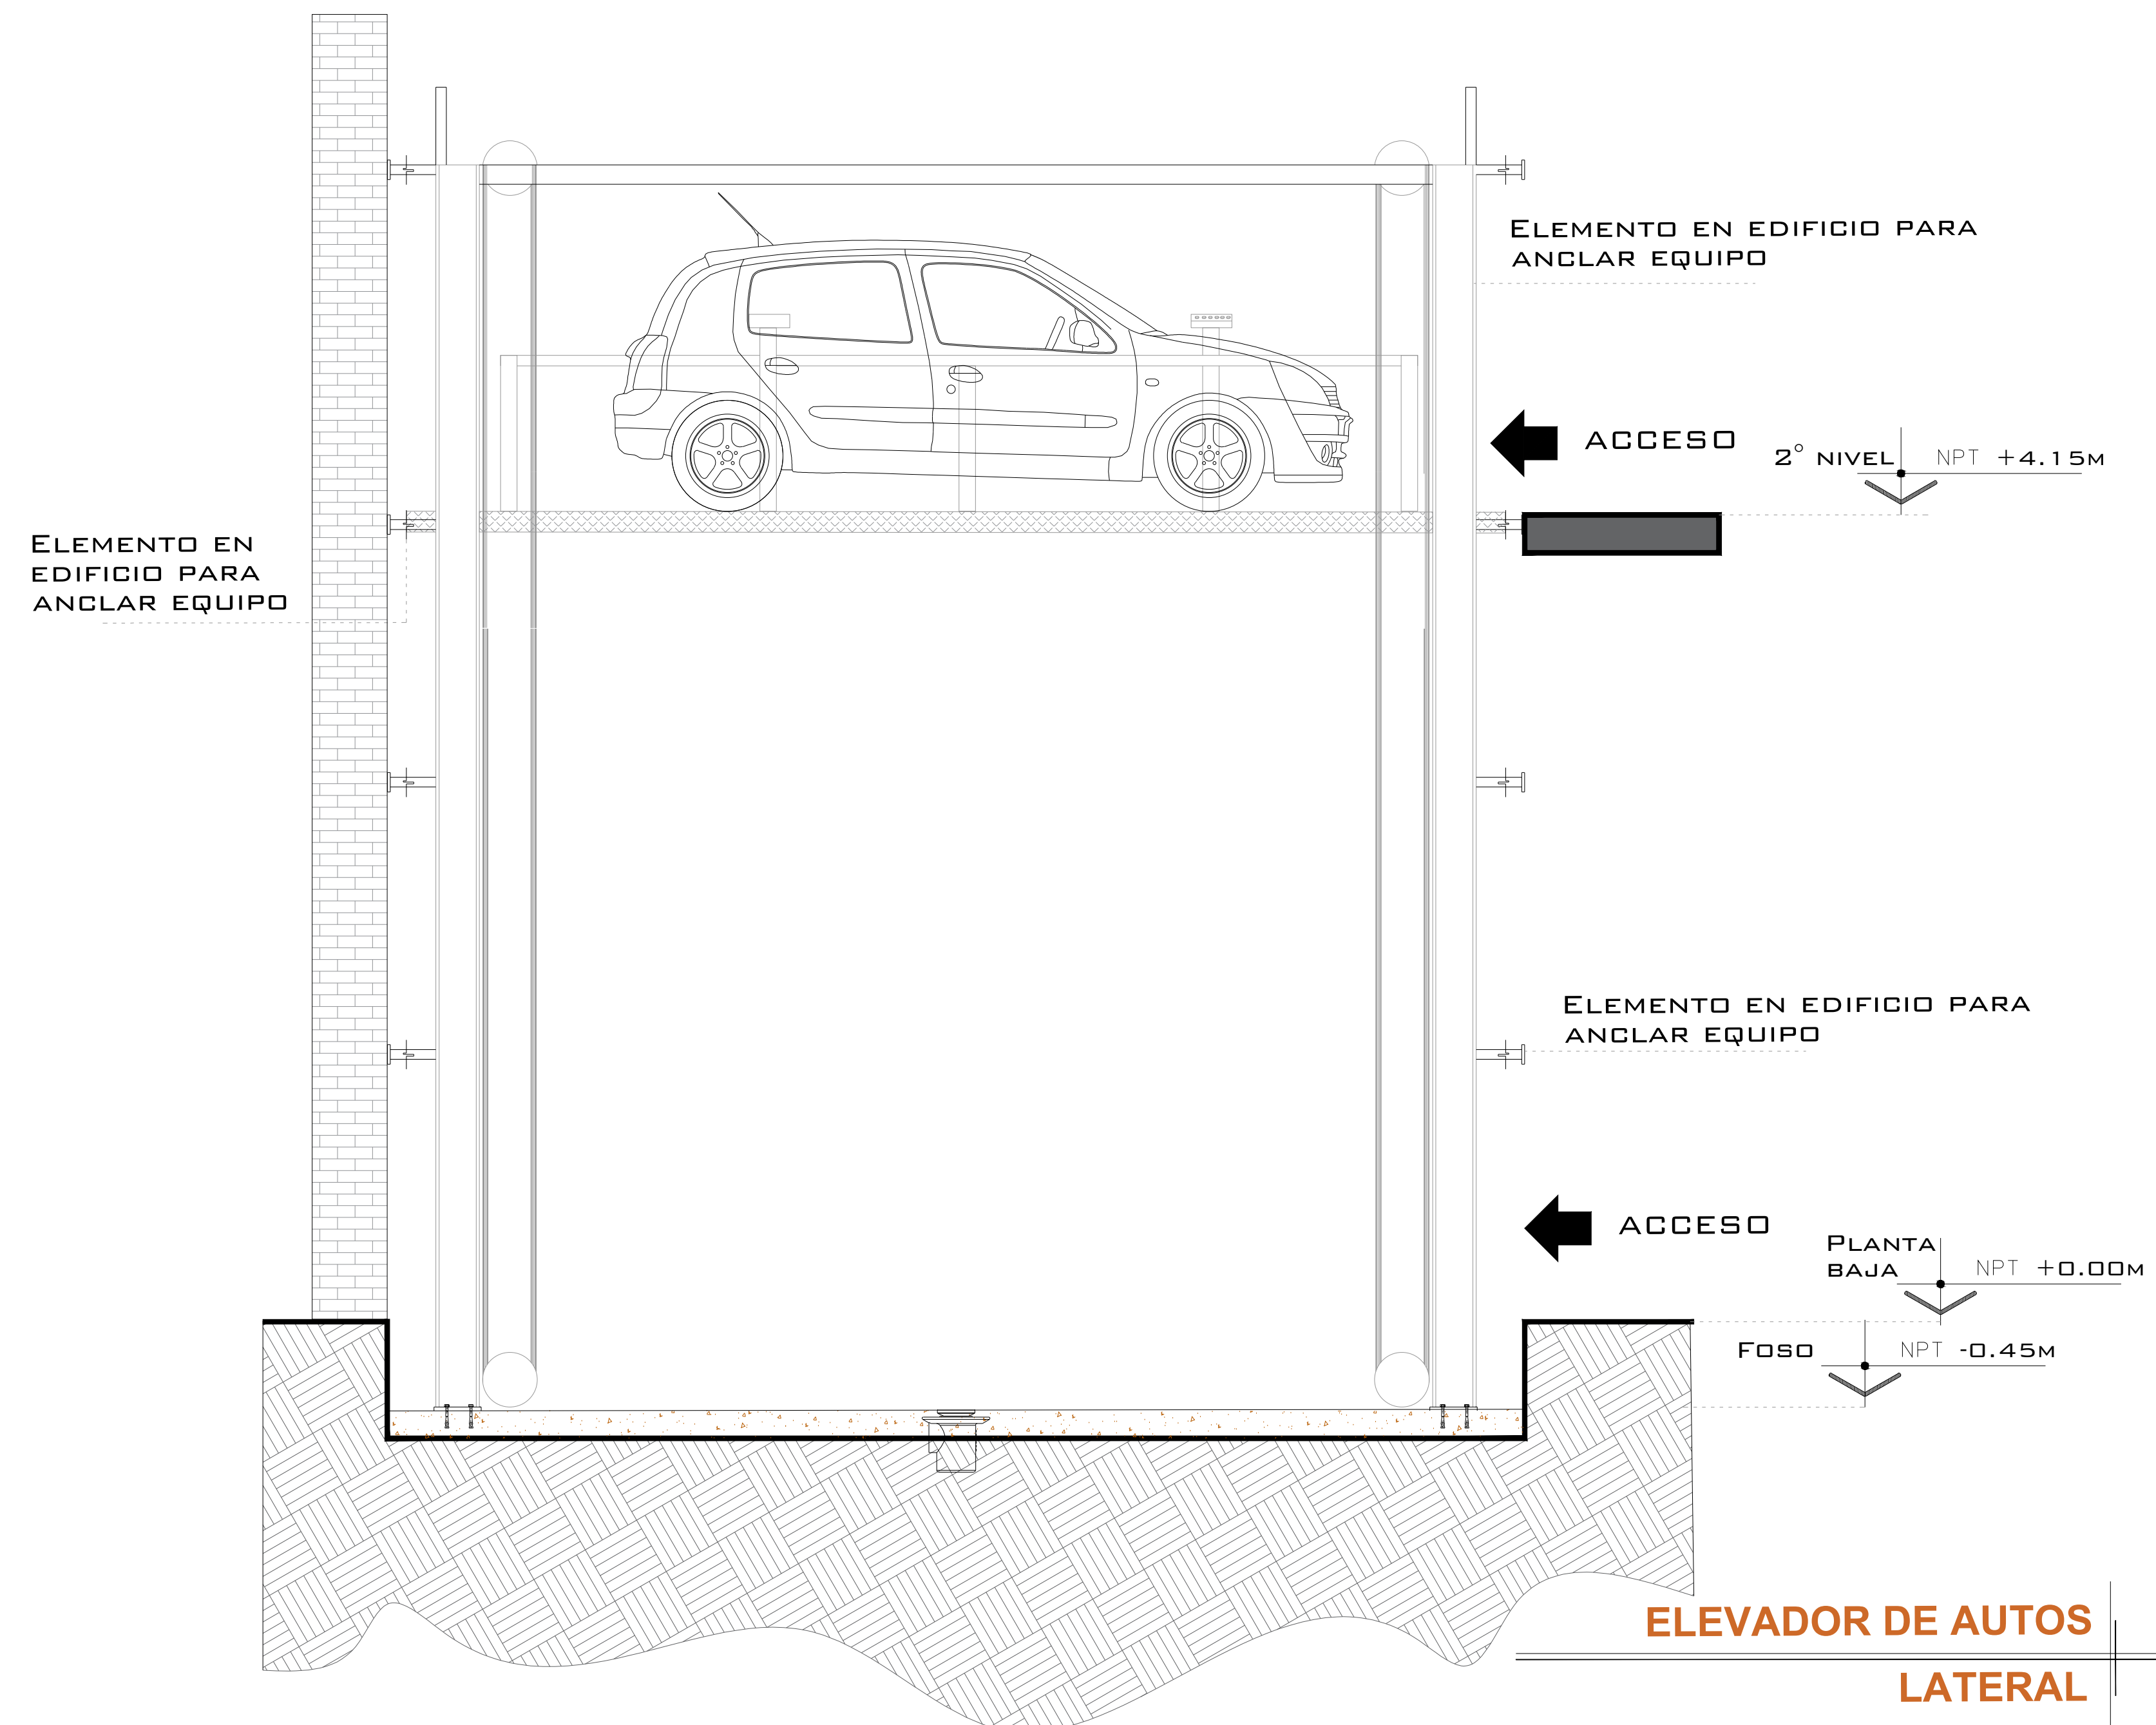 ELEMENTO EN EDIFICIO PARA
ANCLAR EQUIPO
ACCESO
2° NIVEL NPT +4.15M
ELEMENTO EN
EDIFICIO PARA
ANCLAR EQUIPO
ELEMENTO EN EDIFICIO PARA
ANCLAR EQUIPO
ACCESO
PLANTA
BAJA NPT +0.00M
FOSO NPT -0.45M
ELEVADOR DE AUTOS
LATERAL